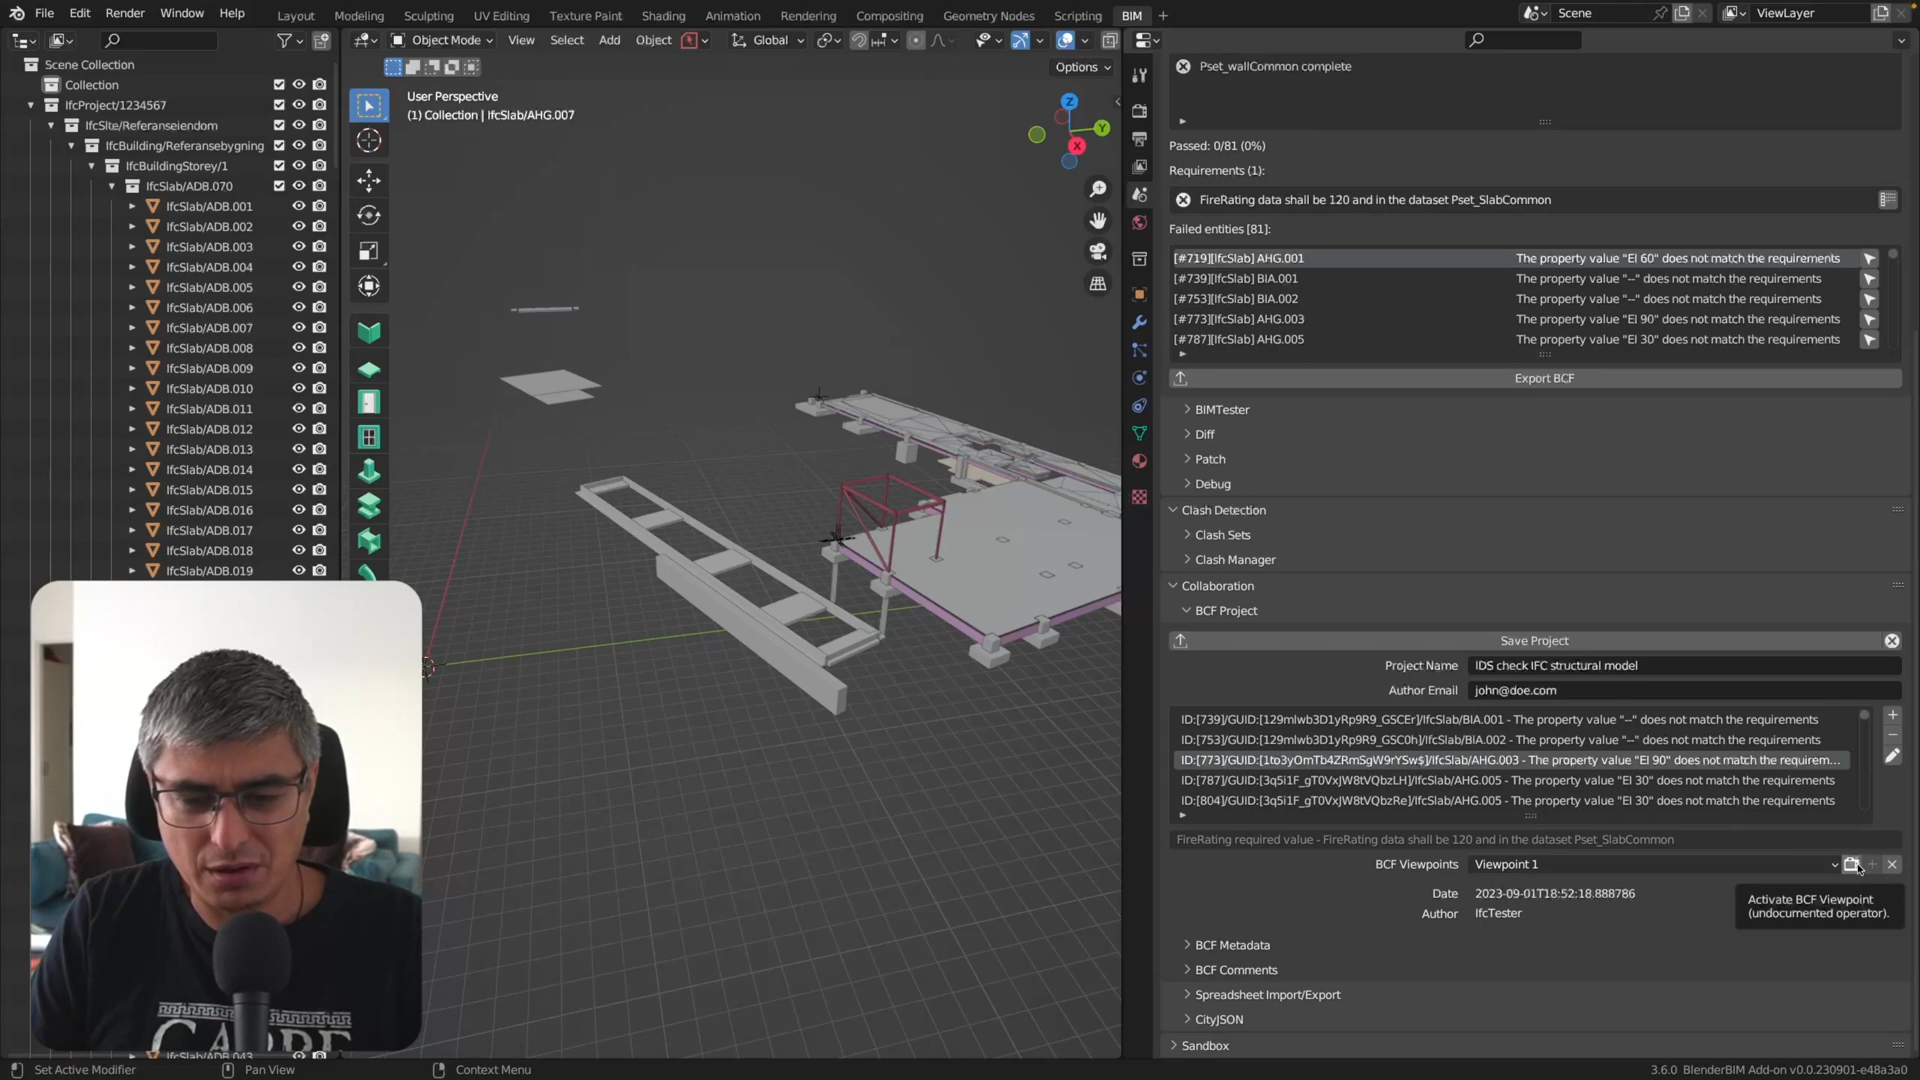 File Edit Render Window Help Layout Modeling Sculpting UV Editing Texture Paint Shading Animation Rendering Compositing Geometry Nodes Scripting BIM Scene ViewLayer
Object Mode View Select Add Object Global
Options
Scene Collection
Collection
IfcProject/1234567
IfcSite/Referanseiendom
IfcBuilding/Referansebygning
IfcBuildingStorey/1
IfcSlab/ADB.070
IfcSlab/ADB.001
IfcSlab/ADB.002
IfcSlab/ADB.003
IfcSlab/ADB.004
IfcSlab/ADB.005
IfcSlab/ADB.006
IfcSlab/ADB.007
IfcSlab/ADB.008
IfcSlab/ADB.009
IfcSlab/ADB.010
IfcSlab/ADB.011
IfcSlab/ADB.012
IfcSlab/ADB.013
IfcSlab/ADB.014
IfcSlab/ADB.015
IfcSlab/ADB.016
IfcSlab/ADB.017
IfcSlab/ADB.018
IfcSlab/ADB.019
IfcSlab/ADB.043
User Perspective
(1) Collection | IfcSlab/AHG.007
Z
Y
X
Pset_wallCommon complete
Passed: 0/81 (0%)
Requirements (1):
FireRating data shall be 120 and in the dataset Pset_SlabCommon
Failed entities [81]:
[#719][IfcSlab] AHG.001 The property value "EI 60" does not match the requirements
[#739][IfcSlab] BIA.001 The property value "--" does not match the requirements
[#753][IfcSlab] BIA.002 The property value "--" does not match the requirements
[#773][IfcSlab] AHG.003 The property value "EI 90" does not match the requirements
[#787][IfcSlab] AHG.005 The property value "EI 30" does not match the requirements
Export BCF
BIMTester
Diff
Patch
Debug
Clash Detection
Clash Sets
Clash Manager
Collaboration
BCF Project
Save Project
Project Name IDS check IFC structural model
Author Email john@doe.com
ID:[739]/GUID:[129mlwb3D1yRp9R9_GSCEr]/IfcSlab/BIA.001 - The property value "--" does not match the requirements
ID:[753]/GUID:[129mlwb3D1yRp9R9_GSC0h]/IfcSlab/BIA.002 - The property value "--" does not match the requirements
ID:[773]/GUID:[1to3yOmTb4ZRmSgW9rYSw$]/IfcSlab/AHG.003 - The property value "EI 90" does not match the requirem...
ID:[787]/GUID:[3q5i1F_gT0VxJW8tVQbzLH]/IfcSlab/AHG.005 - The property value "EI 30" does not match the requirements
ID:[804]/GUID:[3q5i1F_gT0VxJW8tVQbzRe]/IfcSlab/AHG.005 - The property value "EI 30" does not match the requirements
FireRating required value - FireRating data shall be 120 and in the dataset Pset_SlabCommon
BCF Viewpoints Viewpoint 1
Date 2023-09-01T18:52:18.888786
Author IfcTester
Activate BCF Viewpoint
(undocumented operator).
BCF Metadata
BCF Comments
Spreadsheet Import/Export
CityJSON
Sandbox
Set Active Modifier Pan View Context Menu 3.6.0 BlenderBIM Add-on v0.0.230901-e48a3a0